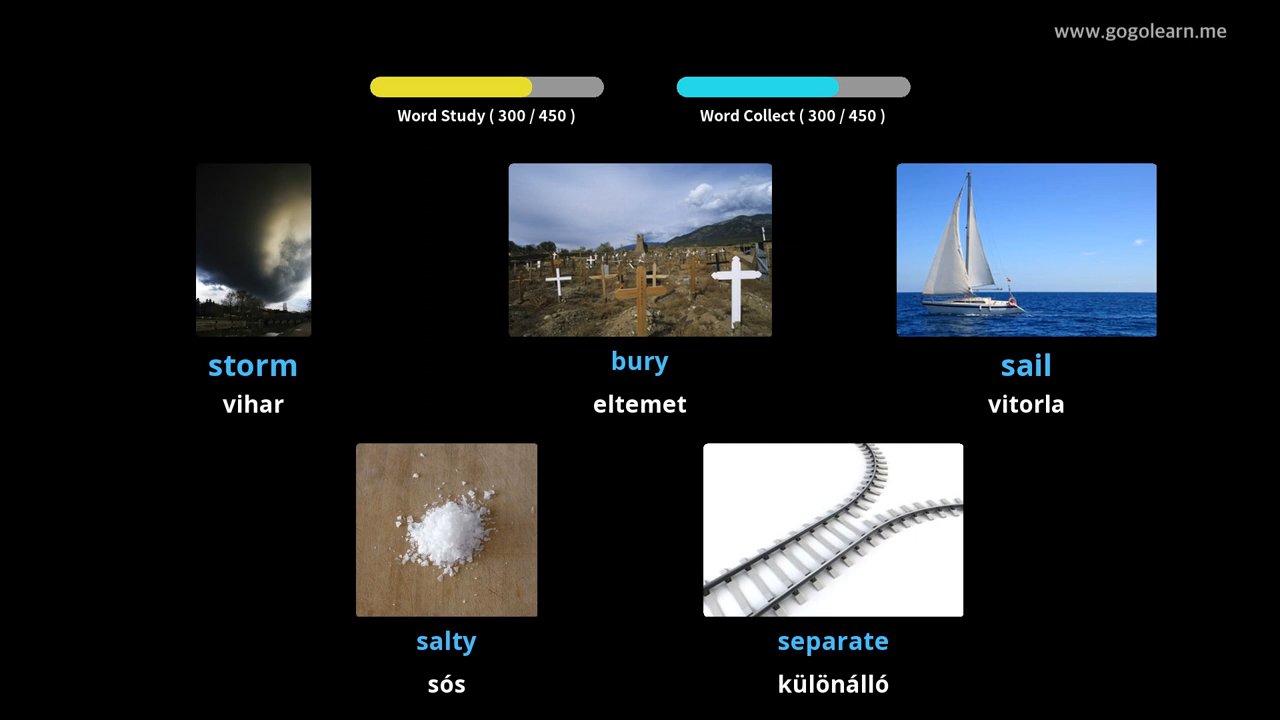 www.gogolearn.me
Word Study ( 300 / 450 )
Word Collect ( 300 / 450 )
storm
vihar
bury
eltemet
sail
vitorla
salty
sós
separate
különálló